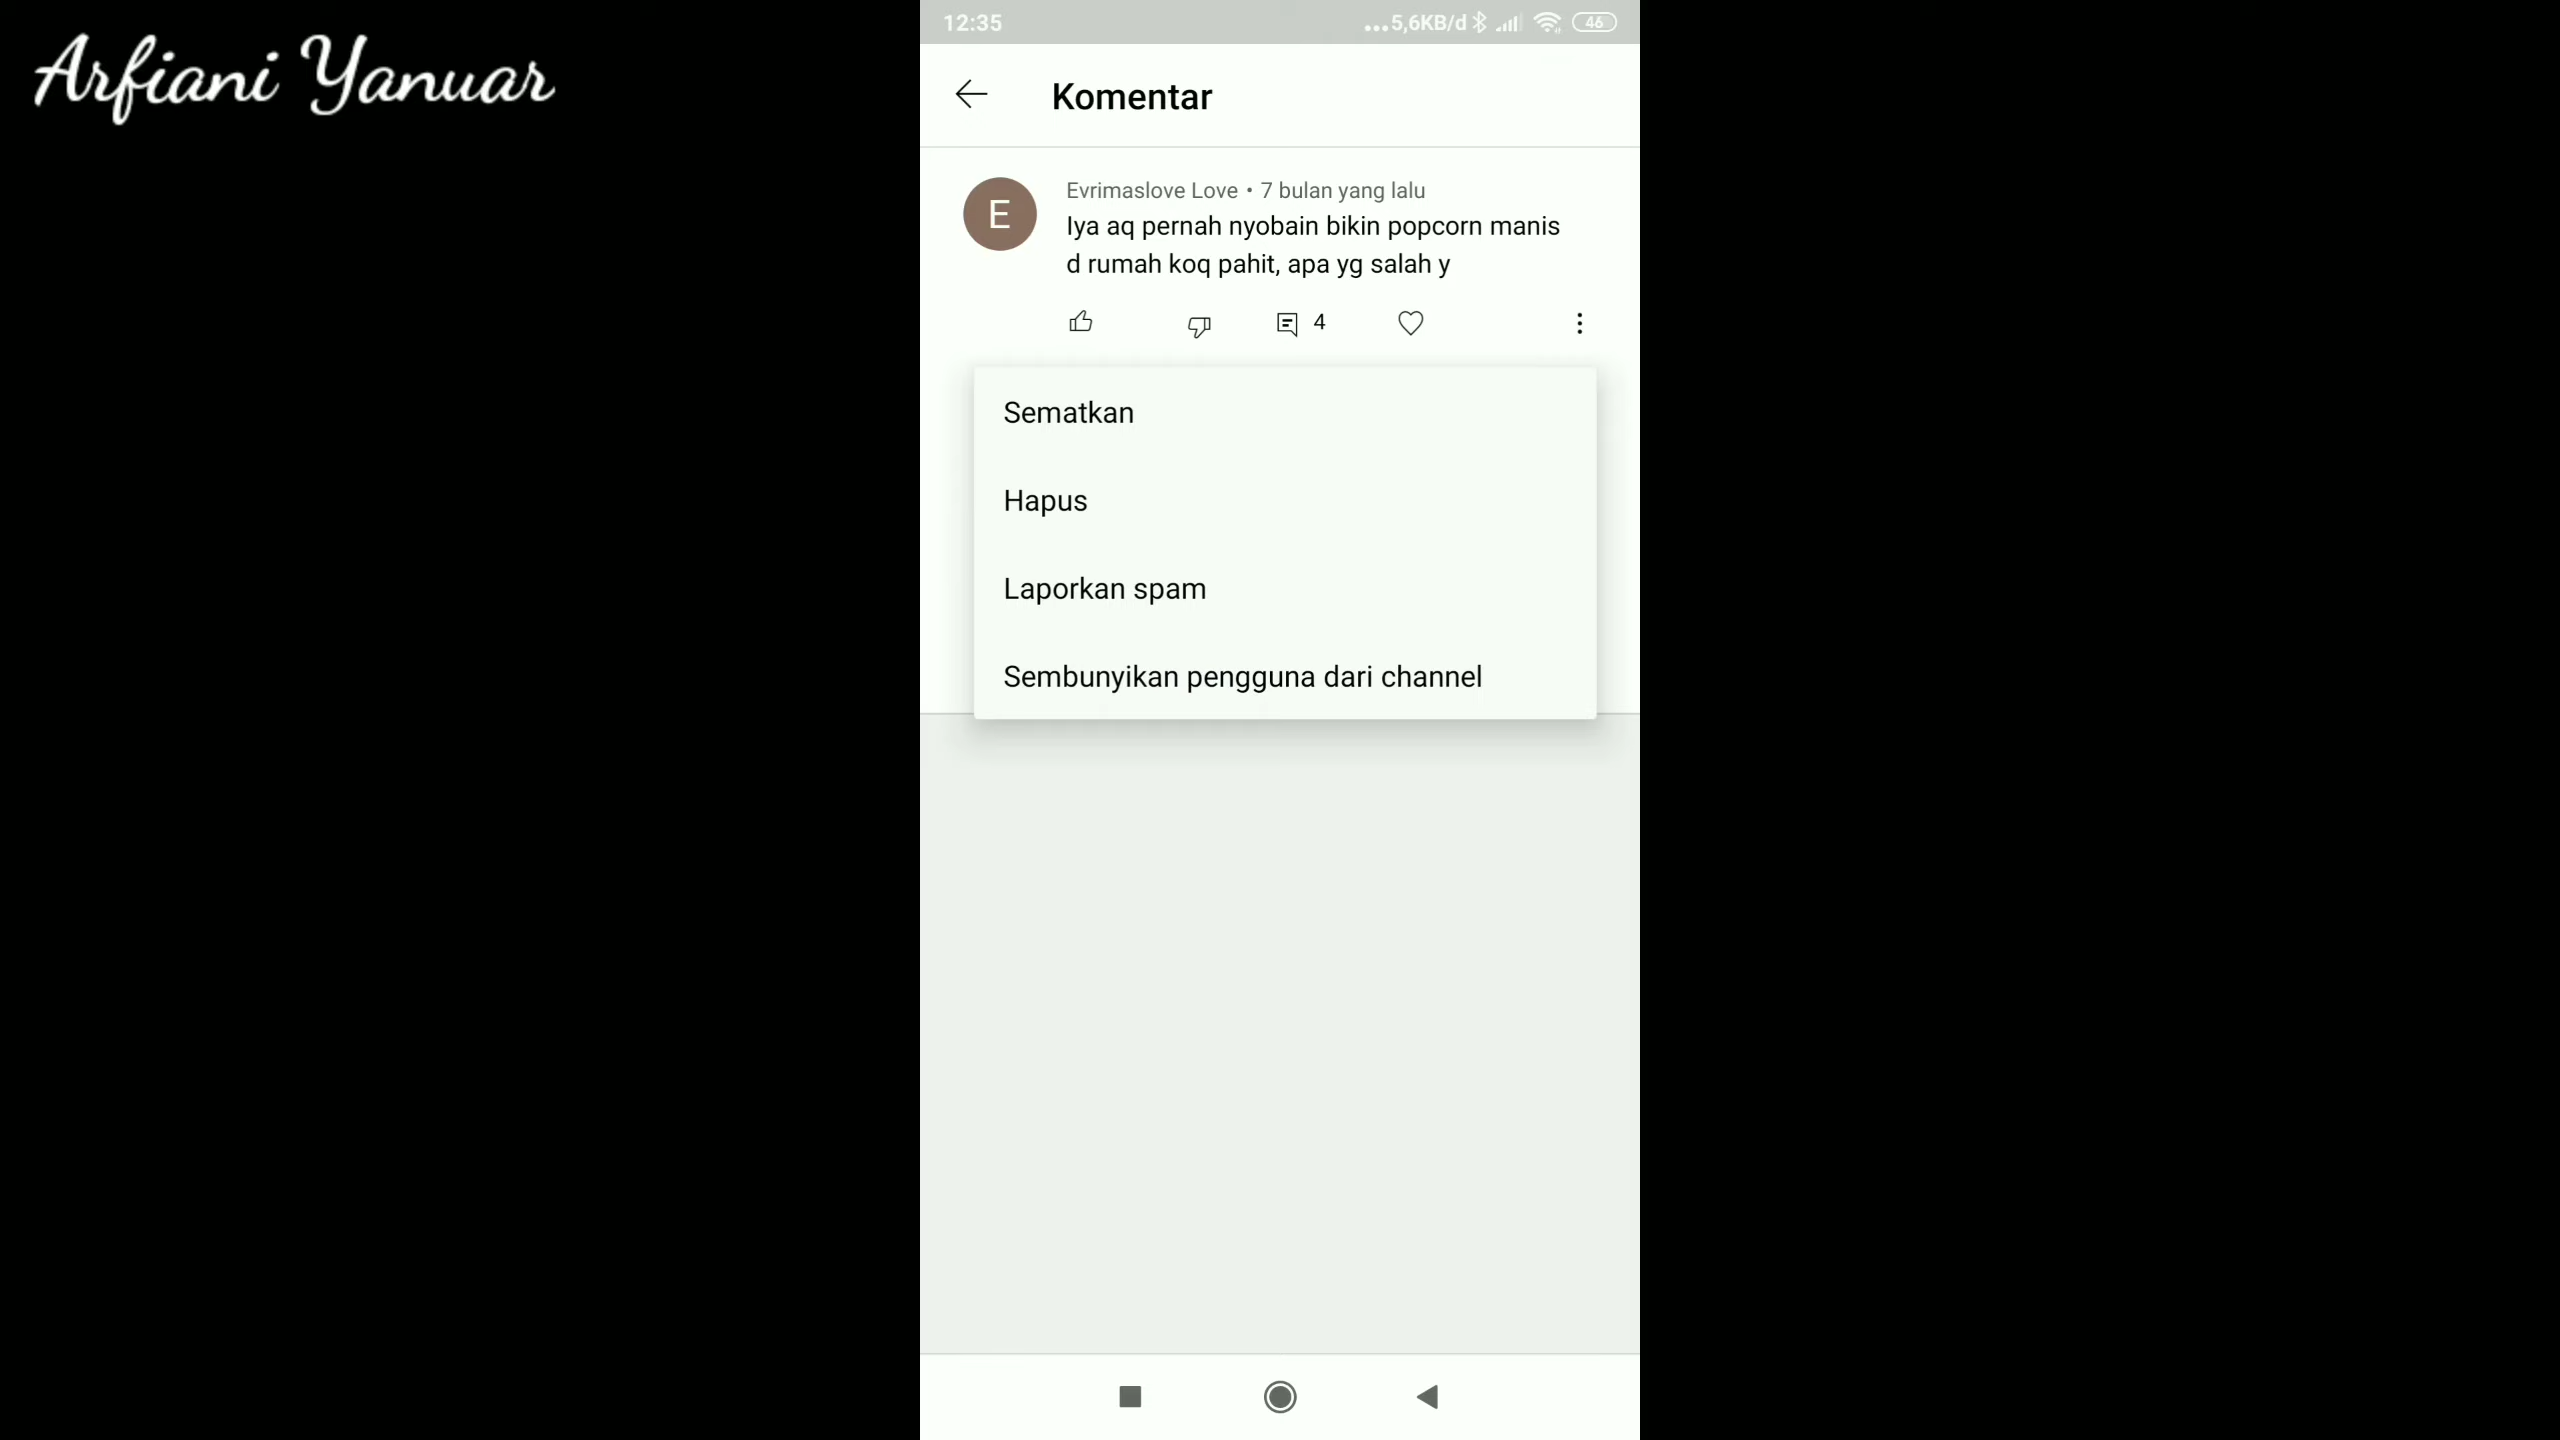 Arfiani Yanuar
12:35
...5,6KB/d 46
Komentar
E
Evrimaslove Love • 7 bulan yang lalu
Iya aq pernah nyobain bikin popcorn manis
d rumah koq pahit, apa yg salah y
4
Sematkan
Hapus
Laporkan spam
Sembunyikan pengguna dari channel